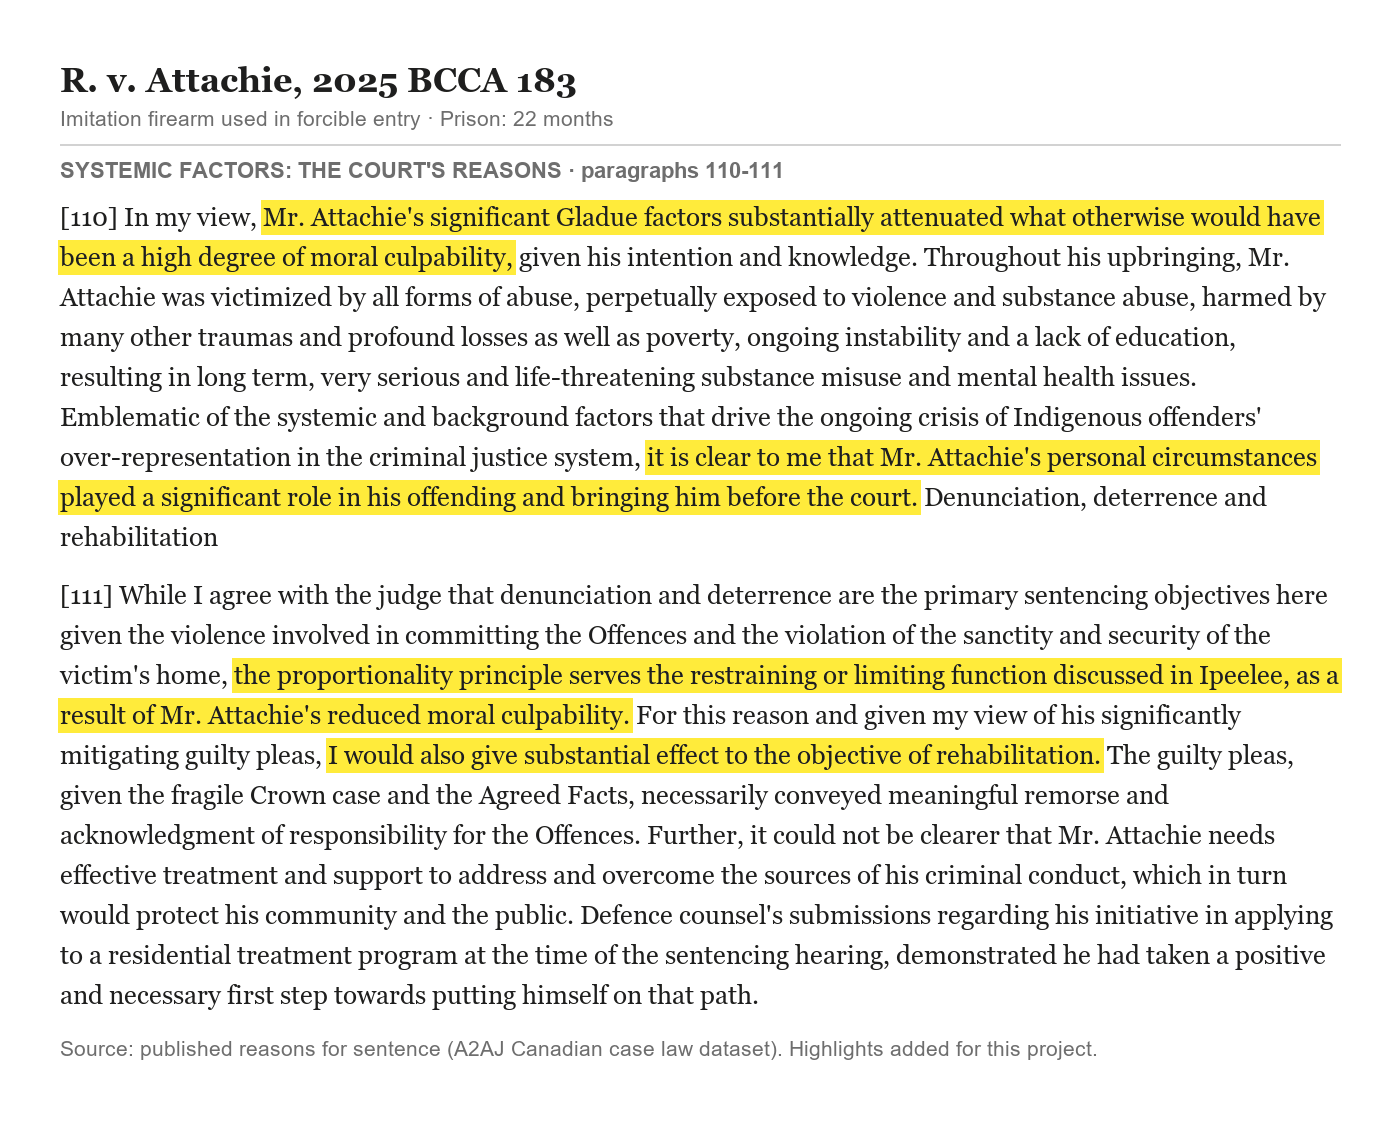 R. v. Attachie, 2025 BCCA 183
Imitation firearm used in forcible entry · Prison: 22 months
SYSTEMIC FACTORS: THE COURT'S REASONS · paragraphs 110-111
[110] In my view, Mr. Attachie's significant Gladue factors substantially attenuated what otherwise would have
been a high degree of moral culpability, given his intention and knowledge. Throughout his upbringing, Mr.
Attachie was victimized by all forms of abuse, perpetually exposed to violence and substance abuse, harmed by
many other traumas and profound losses as well as poverty, ongoing instability and a lack of education,
resulting in long term, very serious and life-threatening substance misuse and mental health issues.
Emblematic of the systemic and background factors that drive the ongoing crisis of Indigenous offenders'
over-representation in the criminal justice system, it is clear to me that Mr. Attachie's personal circumstances
played a significant role in his offending and bringing him before the court. Denunciation, deterrence and
rehabilitation
[111] While I agree with the judge that denunciation and deterrence are the primary sentencing objectives here
given the violence involved in committing the Offences and the violation of the sanctity and security of the
victim's home, the proportionality principle serves the restraining or limiting function discussed in Ipeelee, as a
result of Mr. Attachie's reduced moral culpability. For this reason and given my view of his significantly
mitigating guilty pleas, I would also give substantial effect to the objective of rehabilitation. The guilty pleas,
given the fragile Crown case and the Agreed Facts, necessarily conveyed meaningful remorse and
acknowledgment of responsibility for the Offences. Further, it could not be clearer that Mr. Attachie needs
effective treatment and support to address and overcome the sources of his criminal conduct, which in turn
would protect his community and the public. Defence counsel's submissions regarding his initiative in applying
to a residential treatment program at the time of the sentencing hearing, demonstrated he had taken a positive
and necessary first step towards putting himself on that path.
Source: published reasons for sentence (A2AJ Canadian case law dataset). Highlights added for this project.